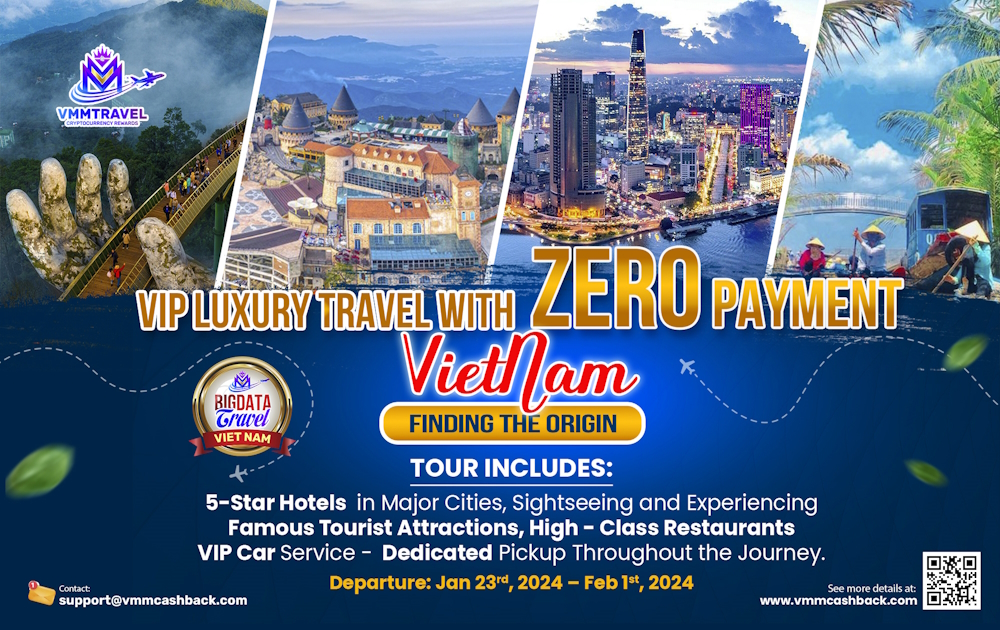 VMMTRAVEL
CRYPTOCURRENCY REWARDS
VIP LUXURY TRAVEL WITH ZERO PAYMENT
VietNam
FINDING THE ORIGIN
BIGDATA
Travel
VIET NAM
TOUR INCLUDES:
5-Star Hotels in Major Cities, Sightseeing and Experiencing
Famous Tourist Attractions, High - Class Restaurants
VIP Car Service - Dedicated Pickup Throughout the Journey.
Departure: Jan 23rd, 2024 – Feb 1st, 2024
1
Contact:
support@vmmcashback.com
See more details at:
www.vmmcashback.com